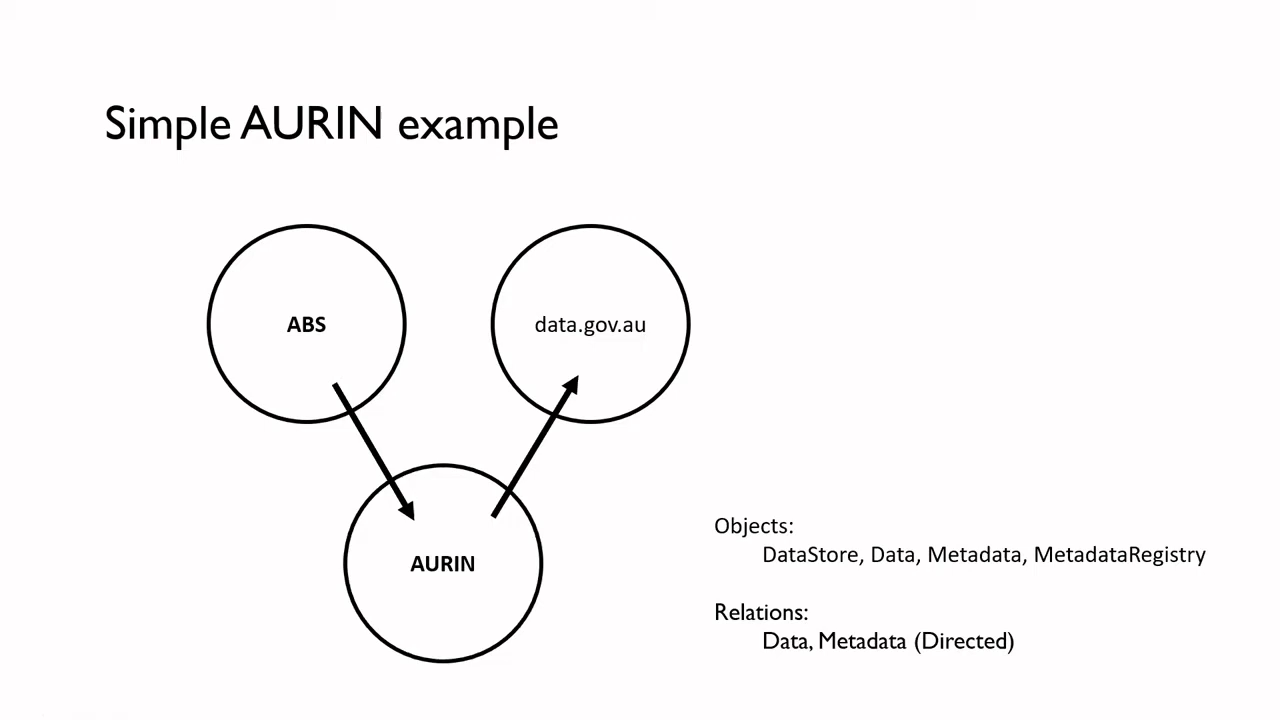 Simple AURIN example
ABS
data.gov.au
AURIN
Objects:
DataStore, Data, Metadata, MetadataRegistry
Relations:
Data, Metadata (Directed)